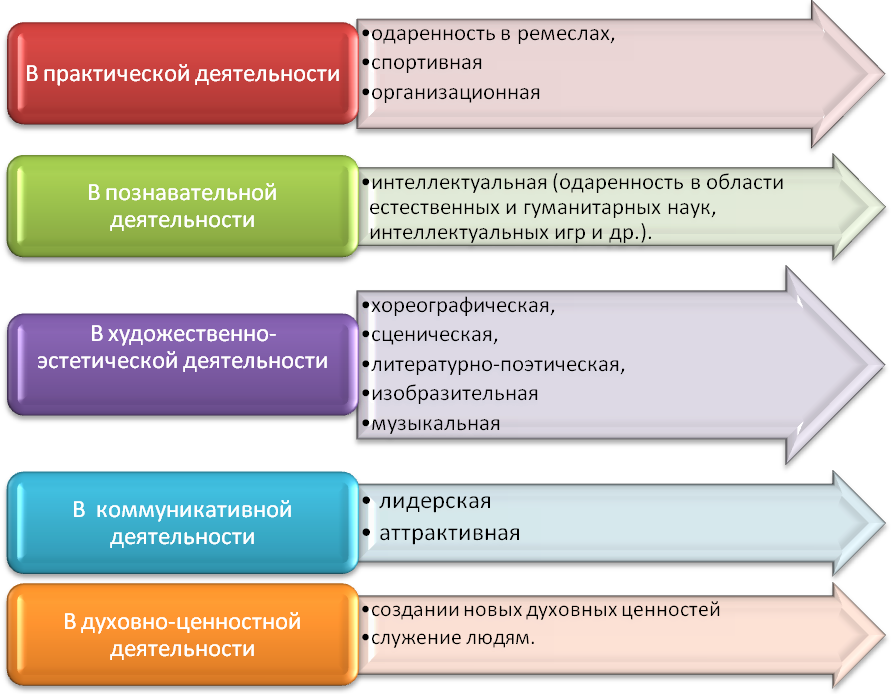 В практической деятельности
•одаренность в ремеслах,
•спортивная
•организационная
В познавательной
деятельности
•интеллектуальная (одаренность в области
естественных и гуманитарных наук,
интеллектуальных игр и др.).
В художественно-
эстетической деятельности
•хореографическая,
•сценическая,
•литературно-поэтическая,
•изобразительная
•музыкальная
В коммуникативной
деятельности
• лидерская
• аттрактивная
В духовно-ценностной
деятельности
•создании новых духовных ценностей
•служение людям.